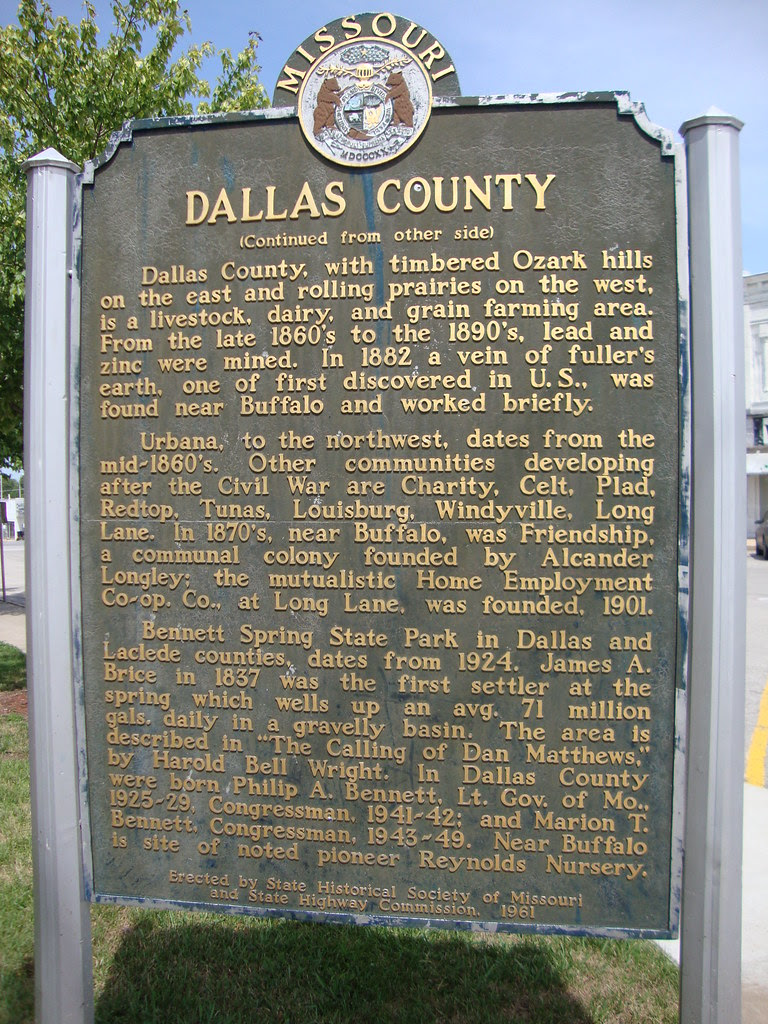 MISSOURI
MDCCCXX
DALLAS COUNTY
(Continued from other side)
Dallas County, with timbered Ozark hills
on the east and rolling prairies on the west,
is a livestock, dairy, and grain farming area.
From the late 1860's to the 1890's, lead and
zinc were mined. In 1882 a vein of fuller's
earth, one of first discovered in U.S., was
found near Buffalo and worked briefly.
Urbana, to the northwest, dates from the
mid-1860's. Other communities developing
after the Civil War are Charity, Celt, Plad,
Redtop, Tunas, Louisburg, Windyville, Long
Lane. In 1870's, near Buffalo, was Friendship,
a communal colony founded by Alcander
Longley; the mutualistic Home Employment
Co-op. Co., at Long Lane, was founded, 1901.
Bennett Spring State Park in Dallas and
Laclede counties, dates from 1924. James A.
Brice in 1837 was the first settler at the
spring which wells up an avg. 71 million
gals. daily in a gravelly basin. The area is
described in "The Calling of Dan Matthews,"
by Harold Bell Wright. In Dallas County
were born Philip A. Bennett, Lt. Gov. of Mo.,
1925-29, Congressman, 1941-42; and Marion T.
Bennett, Congressman, 1943-49. Near Buffalo
is site of noted pioneer Reynolds Nursery.
Erected by State Historical Society of Missouri
and State Highway Commission, 1961